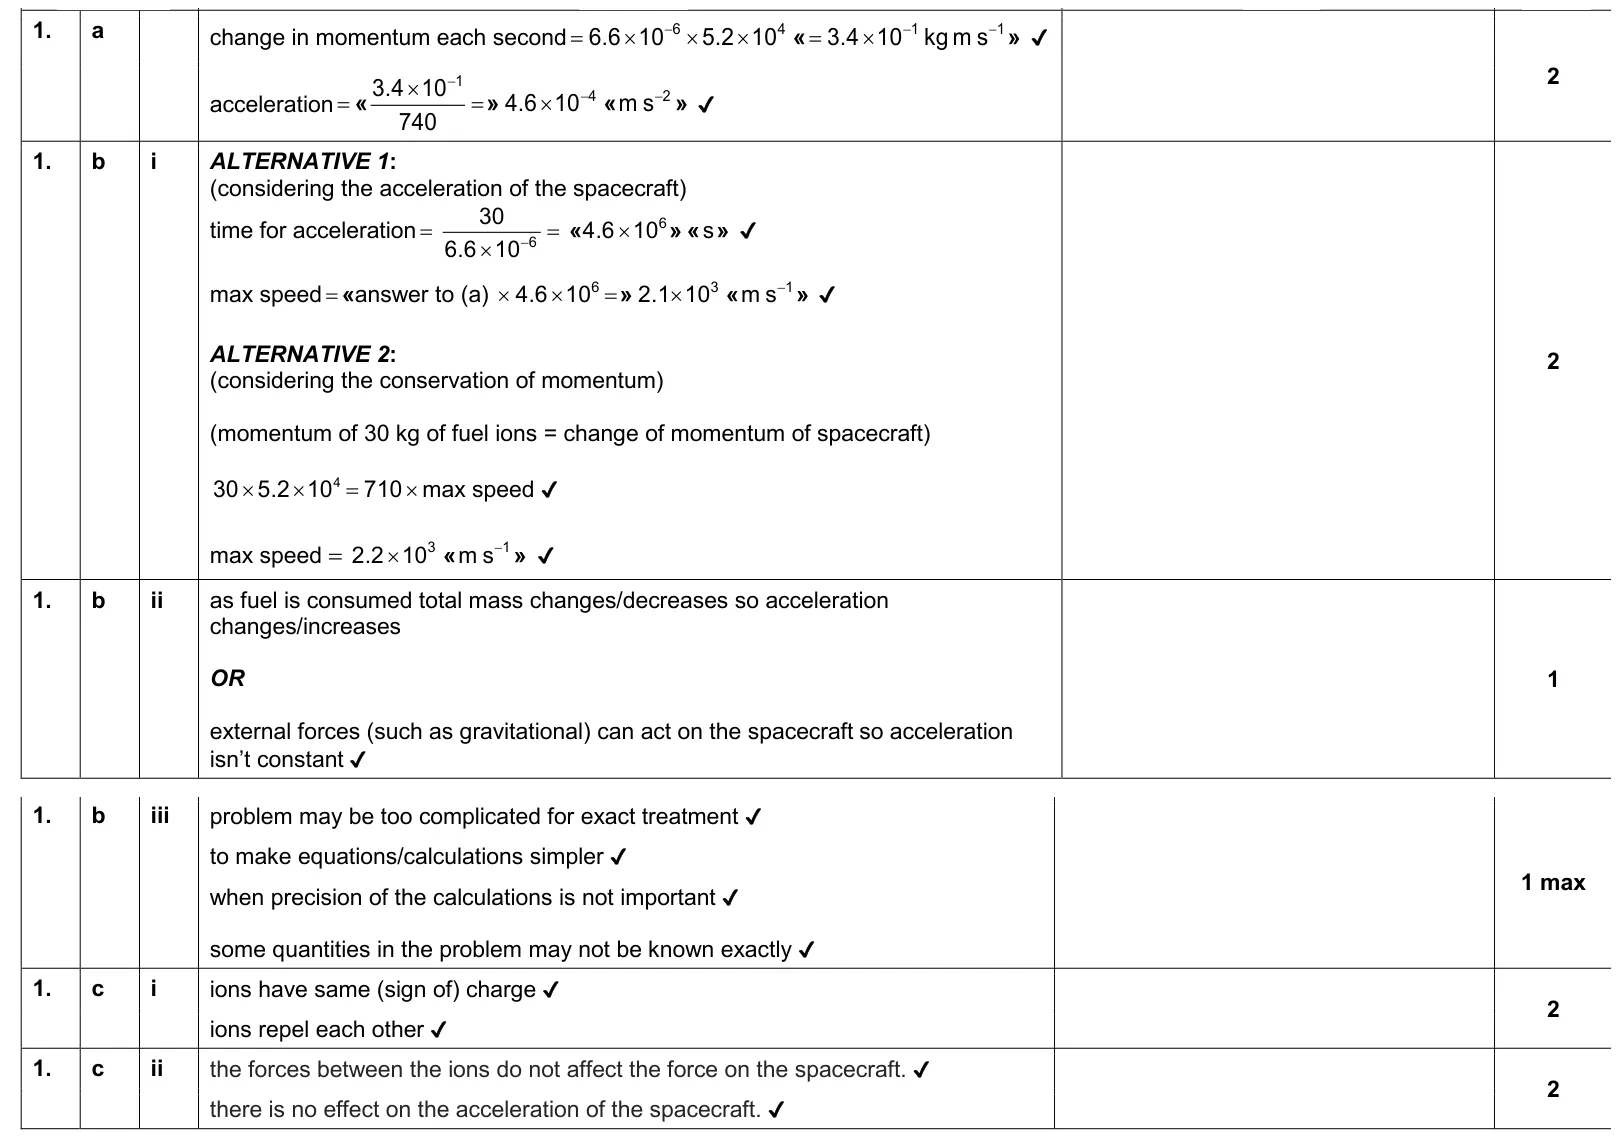 1. a change in momentum each second = 6.6 × 10⁻⁶ × 5.2 × 10⁴ « = 3.4 × 10⁻¹ kg m s⁻¹ » ✔
acceleration = « 3.4 × 10⁻¹ / 740 = » 4.6 × 10⁻⁴ « m s⁻² » ✔
2
1. b i ALTERNATIVE 1:
(considering the acceleration of the spacecraft)
time for acceleration = 30 / 6.6 × 10⁻⁶ = «4.6 × 10⁶» «s» ✔
max speed = «answer to (a) × 4.6 × 10⁶ =» 2.1 × 10³ «m s⁻¹» ✔
ALTERNATIVE 2:
(considering the conservation of momentum)
(momentum of 30 kg of fuel ions = change of momentum of spacecraft)
30 × 5.2 × 10⁴ = 710 × max speed ✔
max speed = 2.2 × 10³ «m s⁻¹» ✔
2
1. b ii as fuel is consumed total mass changes/decreases so acceleration
changes/increases
OR
external forces (such as gravitational) can act on the spacecraft so acceleration
isn't constant ✔
1
1. b iii problem may be too complicated for exact treatment ✔
to make equations/calculations simpler ✔
when precision of the calculations is not important ✔
some quantities in the problem may not be known exactly ✔
1 max
1. c i ions have same (sign of) charge ✔
ions repel each other ✔
2
1. c ii the forces between the ions do not affect the force on the spacecraft. ✔
there is no effect on the acceleration of the spacecraft. ✔
2